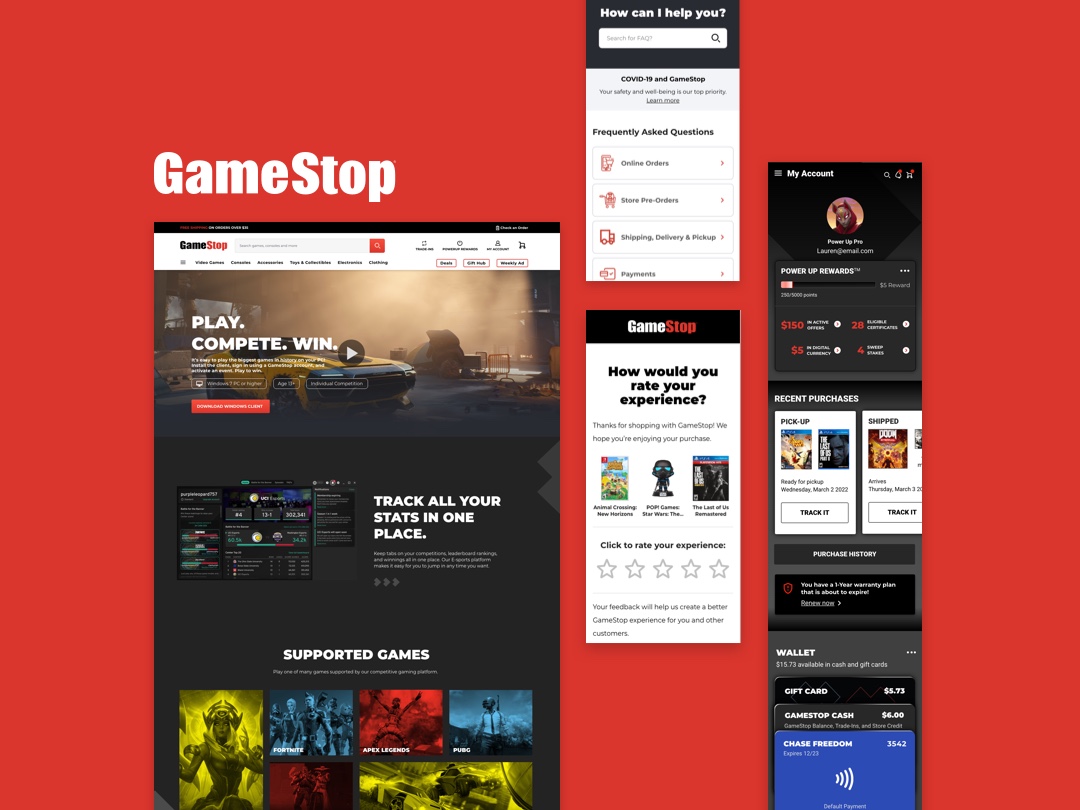 GameStop
FREE SHIPPING ON ORDERS OVER $35
Check an Order
GameStop
Search games, consoles and more
TRADE-INS
POWERUP REWARDS
MY ACCOUNT
Video Games
Consoles
Accessories
Toys & Collectibles
Electronics
Clothing
Deals
Gift Hub
Weekly Ad
PLAY.
COMPETE. WIN.
It's easy to play the biggest games in history on your PC!
Install the client, sign in using a GameStop account, and
activate an event. Play to win.
Windows 7 PC or higher
Age 13+
Individual Competition
DOWNLOAD WINDOWS CLIENT
purpleleopard757
UCI Esports
#4
13-1
302,341
60.5k
34.2k
TRACK ALL YOUR
STATS IN ONE
PLACE.
Keep tabs on your competitions, leaderboard rankings,
and winnings all in one place. Our E-sports platform
makes it easy for you to jump in any time you want.
SUPPORTED GAMES
Play one of many games supported by our competitive gaming platform.
FORTNITE
APEX LEGENDS
PUBG
How can I help you?
Search for FAQ?
COVID-19 and GameStop
Your safety and well-being is our top priority.
Learn more
Frequently Asked Questions
Online Orders
Store Pre-Orders
Shipping, Delivery & Pickup
Payments
GameStop
How would you
rate your
experience?
Thanks for shopping with GameStop! We
hope you're enjoying your purchase.
Animal Crossing:
New Horizons
POP! Games:
Star Wars The...
The Last of Us
Remastered
Click to rate your experience:
Your feedback will help us create a better
GameStop experience for you and other
customers.
My Account
Power Up Pro
Lauren@email.com
POWER UP REWARDS™
$5 Reward
250/5000 points
$150 IN ACTIVE
OFFERS
28 ELIGIBLE
CERTIFICATES
$5 IN DIGITAL
CURRENCY
4 SWEEP
STAKES
RECENT PURCHASES
PICK-UP
THE
LAST
OF US
Ready for pickup
Wednesday, March 2 2022
TRACK IT
SHIPPED
DOOM
Arrives
Thursday, March 3 20
TRACK IT
PURCHASE HISTORY
You have a 1-Year warranty plan
that is about to expire!
Renew now
WALLET
$15.73 available in cash and gift cards
GIFT CARD
$5.73
GAMESTOP CASH
$6.00
GameStop Balance, Trade-Ins, and Store Credit
CHASE FREEDOM
3542
Expires 12/23
Default Payment